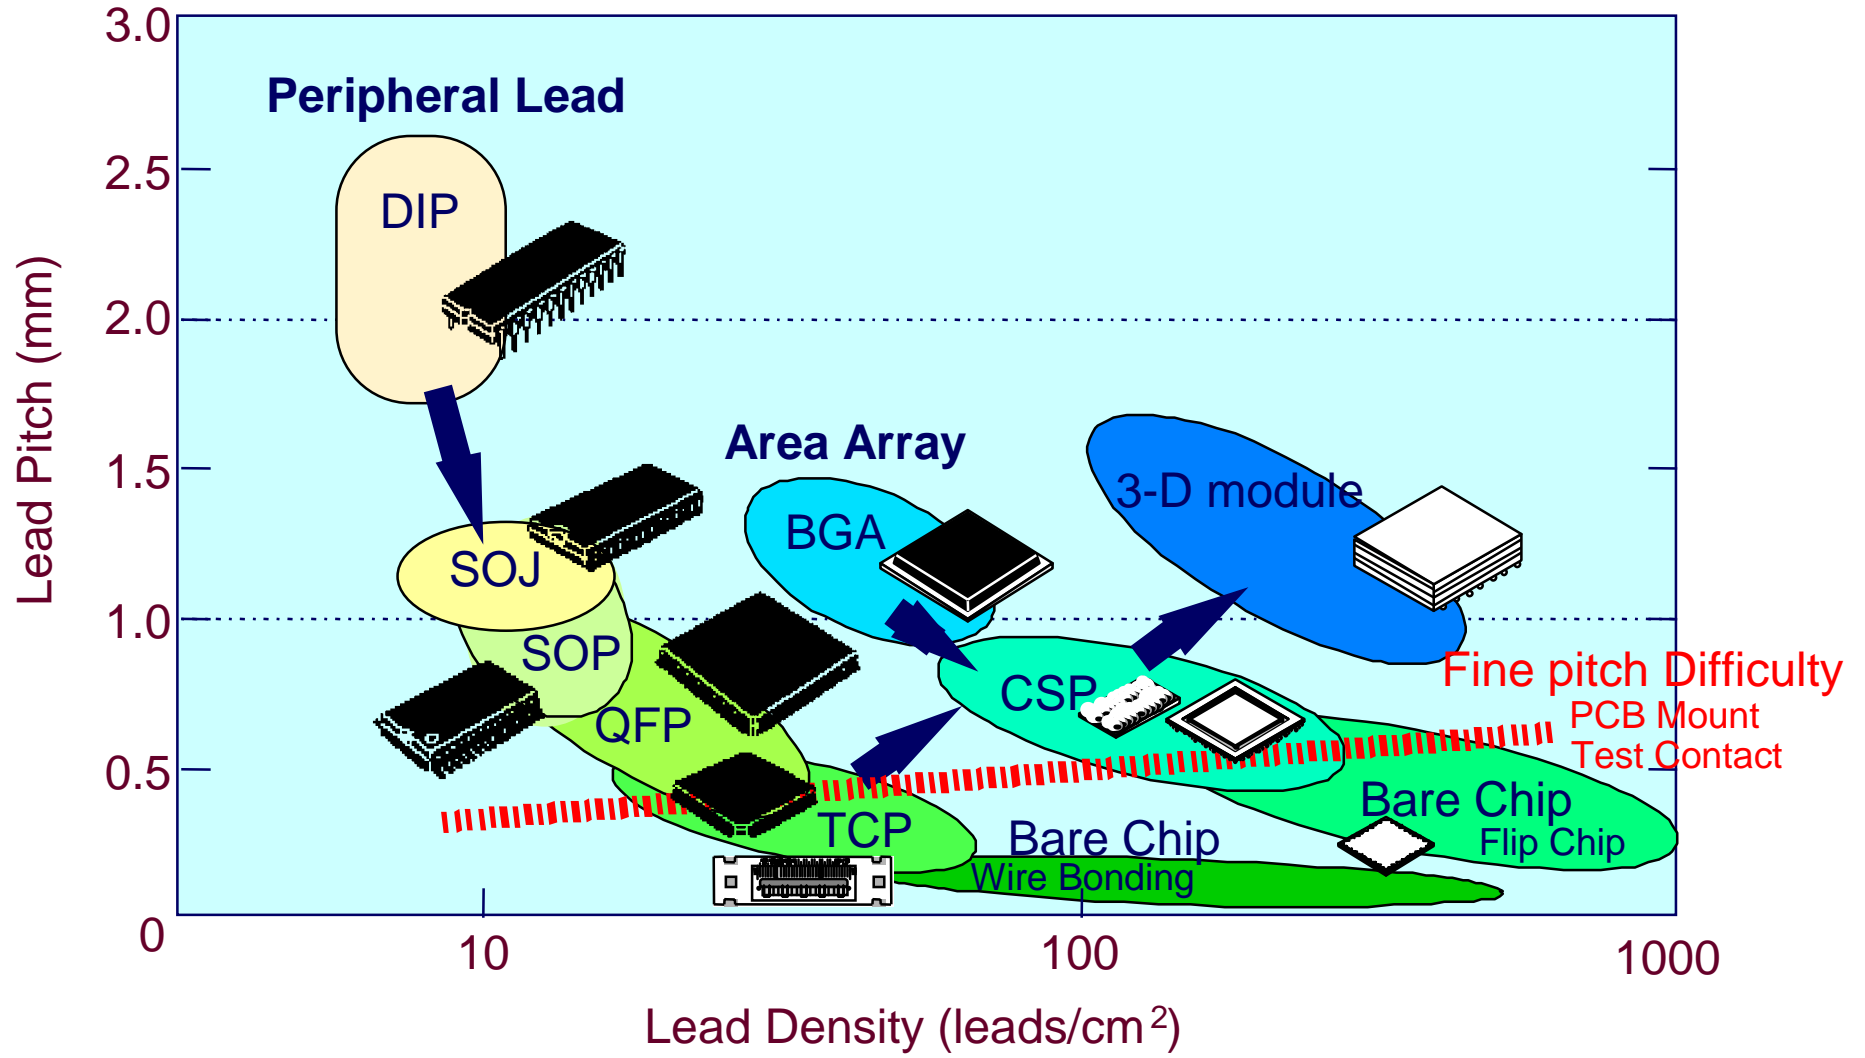 3.0
Peripheral Lead
2.5
DIP
2.0
Lead Pitch (mm)
1.5
Area Array
3-D module
BGA
SOJ
1.0
SOP
Fine pitch Difficulty
CSP
PCB Mount
QFP
Test Contact
0.5
Bare Chip
TCP
Bare Chip
Flip Chip
Wire Bonding
0
10
100
1000
Lead Density (leads/cm²)